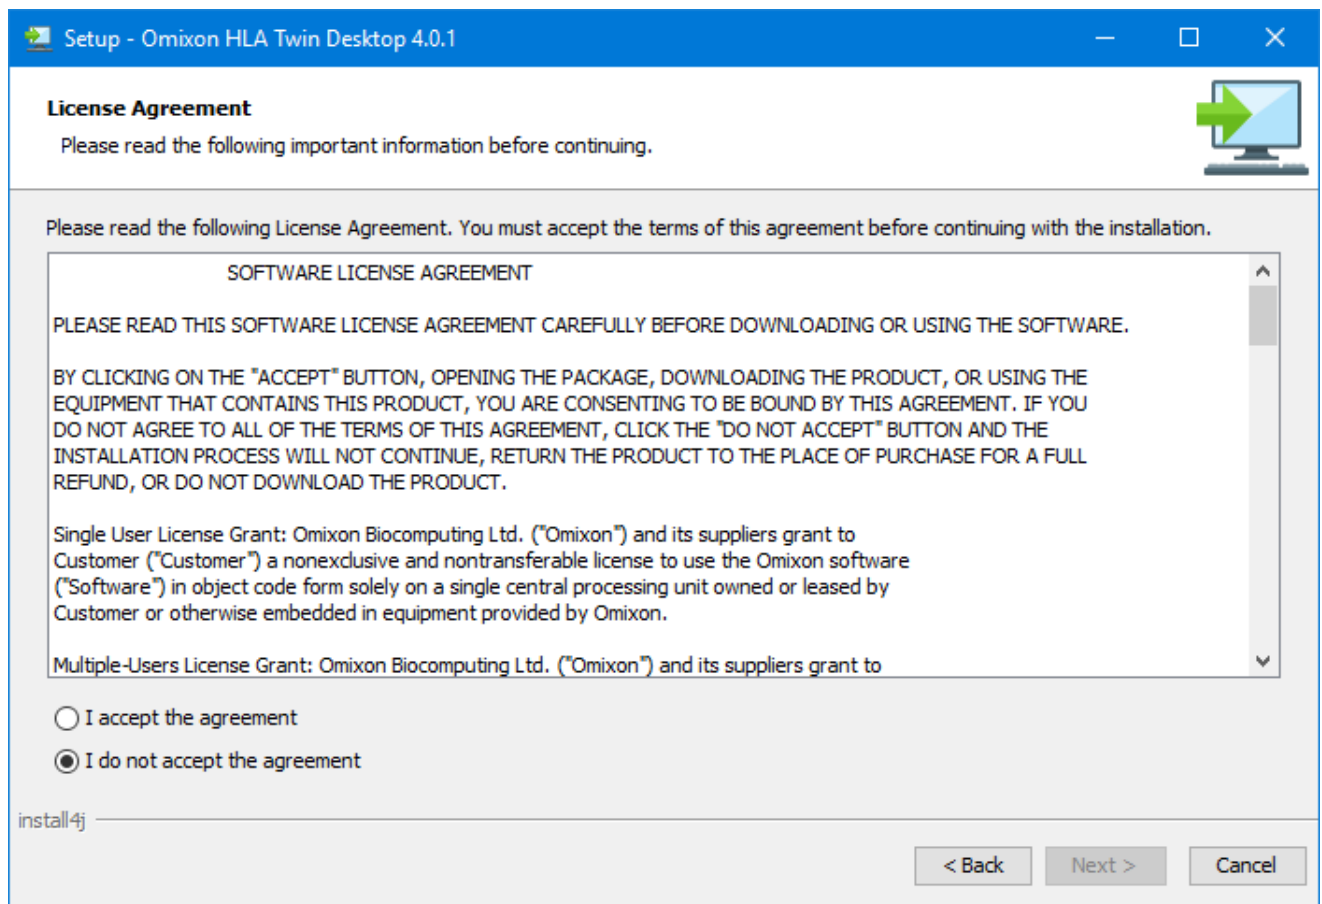 Setup - Omixon HLA Twin Desktop 4.0.1
License Agreement
Please read the following important information before continuing.
Please read the following License Agreement. You must accept the terms of this agreement before continuing with the installation.
SOFTWARE LICENSE AGREEMENT
PLEASE READ THIS SOFTWARE LICENSE AGREEMENT CAREFULLY BEFORE DOWNLOADING OR USING THE SOFTWARE.
BY CLICKING ON THE "ACCEPT" BUTTON, OPENING THE PACKAGE, DOWNLOADING THE PRODUCT, OR USING THE
EQUIPMENT THAT CONTAINS THIS PRODUCT, YOU ARE CONSENTING TO BE BOUND BY THIS AGREEMENT. IF YOU
DO NOT AGREE TO ALL OF THE TERMS OF THIS AGREEMENT, CLICK THE "DO NOT ACCEPT" BUTTON AND THE
INSTALLATION PROCESS WILL NOT CONTINUE, RETURN THE PRODUCT TO THE PLACE OF PURCHASE FOR A FULL
REFUND, OR DO NOT DOWNLOAD THE PRODUCT.
Single User License Grant: Omixon Biocomputing Ltd. ("Omixon") and its suppliers grant to
Customer ("Customer") a nonexclusive and nontransferable license to use the Omixon software
("Software") in object code form solely on a single central processing unit owned or leased by
Customer or otherwise embedded in equipment provided by Omixon.
Multiple-Users License Grant: Omixon Biocomputing Ltd. ("Omixon") and its suppliers grant to
I accept the agreement
I do not accept the agreement
install4j
< Back
Next >
Cancel